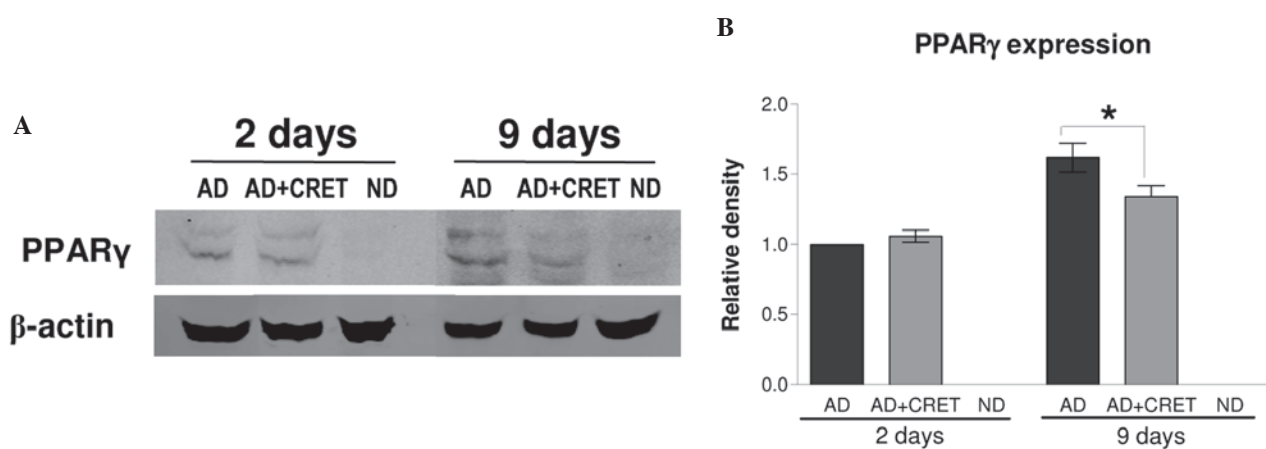 A
2 days
9 days
AD AD+CRET ND
AD AD+CRET ND
PPARγ
β-actin
B
PPARγ expression
Relative density
2.0
1.5
1.0
0.5
0.0
*
AD AD+CRET ND
AD AD+CRET ND
2 days
9 days